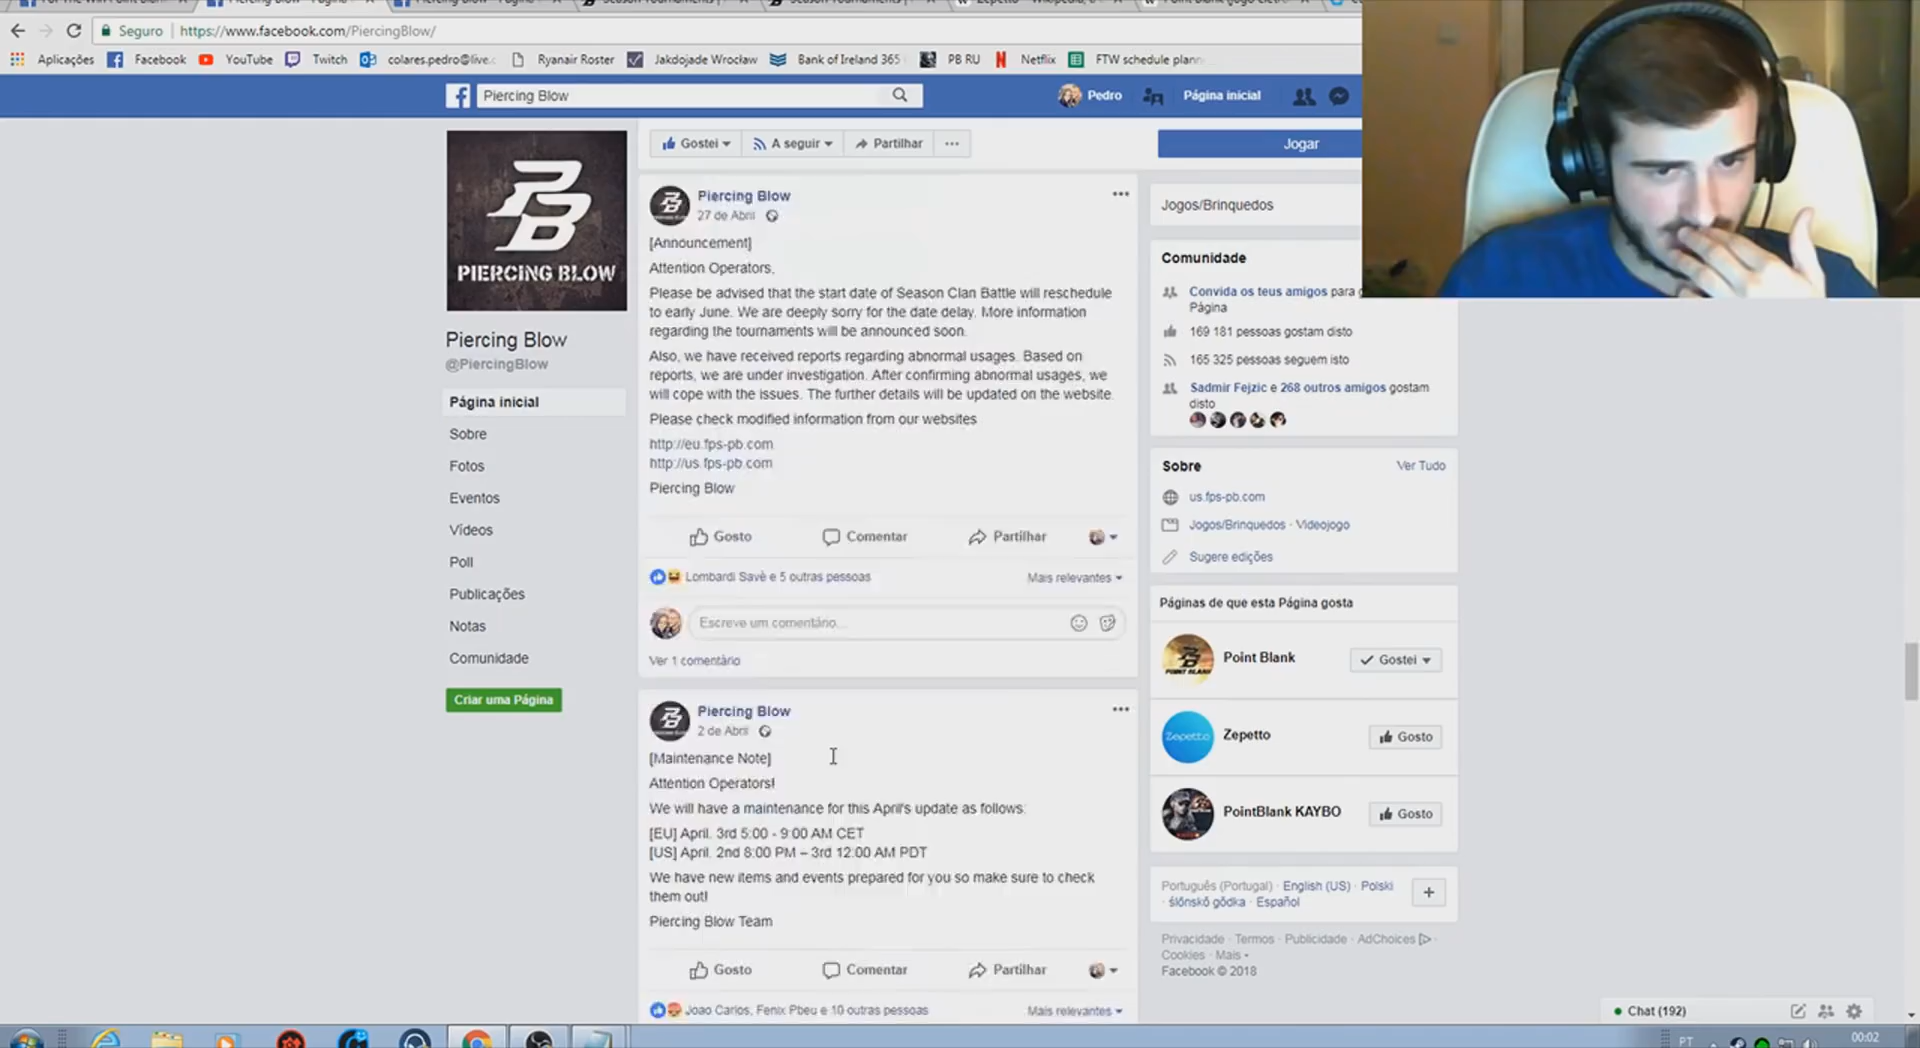 Seguro https://www.facebook.com/PiercingBlow/
Aplicações Facebook YouTube Twitch colares.pedro@live. Ryanair Roster Jakdojade Wrocław Bank of Ireland 365 PB RU Netflix FTW schedule plann
Piercing Blow
Pedro Página inicial
Gostei A seguir Partilhar ...
Jogar
PIERCING BLOW
Piercing Blow
@PiercingBlow
Página inicial
Sobre
Fotos
Eventos
Vídeos
Poll
Publicações
Notas
Comunidade
Criar uma Página
Piercing Blow
27 de Abril
[Announcement]
Attention Operators,
Please be advised that the start date of Season Clan Battle will reschedule
to early June. We are deeply sorry for the date delay. More information
regarding the tournaments will be announced soon.
Also, we have received reports regarding abnormal usages. Based on
reports, we are under investigation. After confirming abnormal usages, we
will cope with the issues. The further details will be updated on the website.
Please check modified information from our websites
http://eu.fps-pb.com
http://us.fps-pb.com
Piercing Blow
Gosto Comentar Partilhar
Lombardi Savè e 5 outras pessoas Mais relevantes
Escreve um comentário...
Ver 1 comentário
Piercing Blow
2 de Abril
[Maintenance Note]
Attention Operators!
We will have a maintenance for this April's update as follows:
[EU] April. 3rd 5:00 - 9:00 AM CET
[US] April. 2nd 8:00 PM – 3rd 12:00 AM PDT
We have new items and events prepared for you so make sure to check
them out!
Piercing Blow Team
Gosto Comentar Partilhar
Joao Carlos, Fenix Pbeu e 10 outras pessoas Mais relevantes
Jogos/Brinquedos
Comunidade
Convida os teus amigos para
Página
169 181 pessoas gostam disto
165 325 pessoas seguem isto
Sadmir Fejzic e 268 outros amigos gostam
disto
Sobre Ver Tudo
us.fps-pb.com
Jogos/Brinquedos · Videojogo
Sugere edições
Páginas de que esta Página gosta
Point Blank Gostei
Zepetto
Zepetto Gosto
PointBlank KAYBO Gosto
Português (Portugal) · English (US) · Polski
· ślōnskŏ gŏdka · Español
Privacidade · Termos · Publicidade · AdChoices ·
Cookies · Mais
Facebook © 2018
Chat (192)
PT 00:02